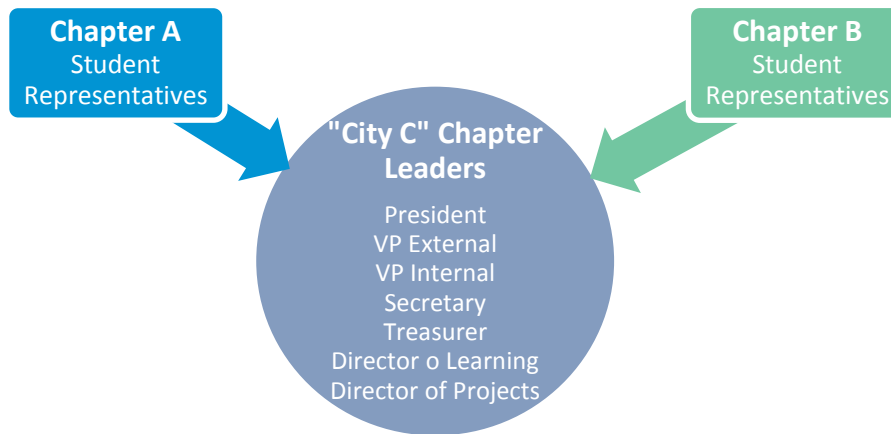 Chapter A
Student
Representatives
Chapter B
Student
Representatives
"City C" Chapter
Leaders
President
VP External
VP Internal
Secretary
Treasurer
Director o Learning
Director of Projects